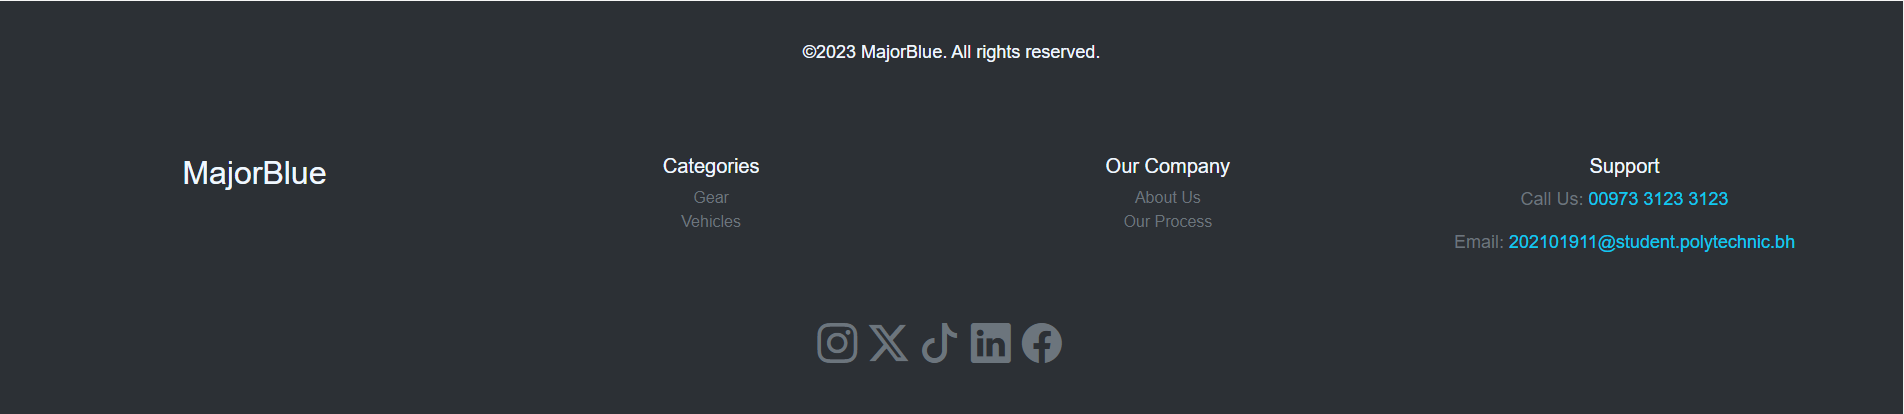 ©2023 MajorBlue. All rights reserved.
MajorBlue
Categories
Gear
Vehicles
Our Company
About Us
Our Process
Support
Call Us: 00973 3123 3123
Email: 202101911@student.polytechnic.bh